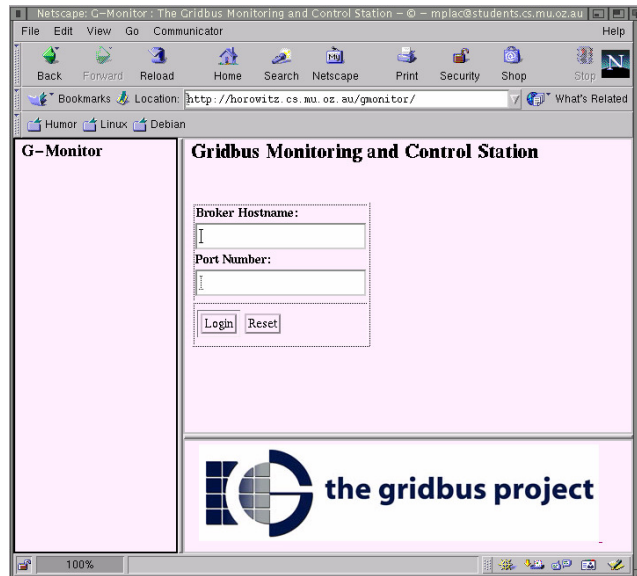 Netscape: G–Monitor : The Gridbus Monitoring and Control Station – © – mplac@students.cs.mu.oz.au
File Edit View Go Communicator Help
Back Forward Reload Home Search Netscape Print Security Shop Stop
Bookmarks Location: http://horowitz.cs.mu.oz.au/gmonitor/ What's Related
Humor Linux Debian
G–Monitor
Gridbus Monitoring and Control Station
Broker Hostname:
Port Number:
Login Reset
the gridbus project
100%